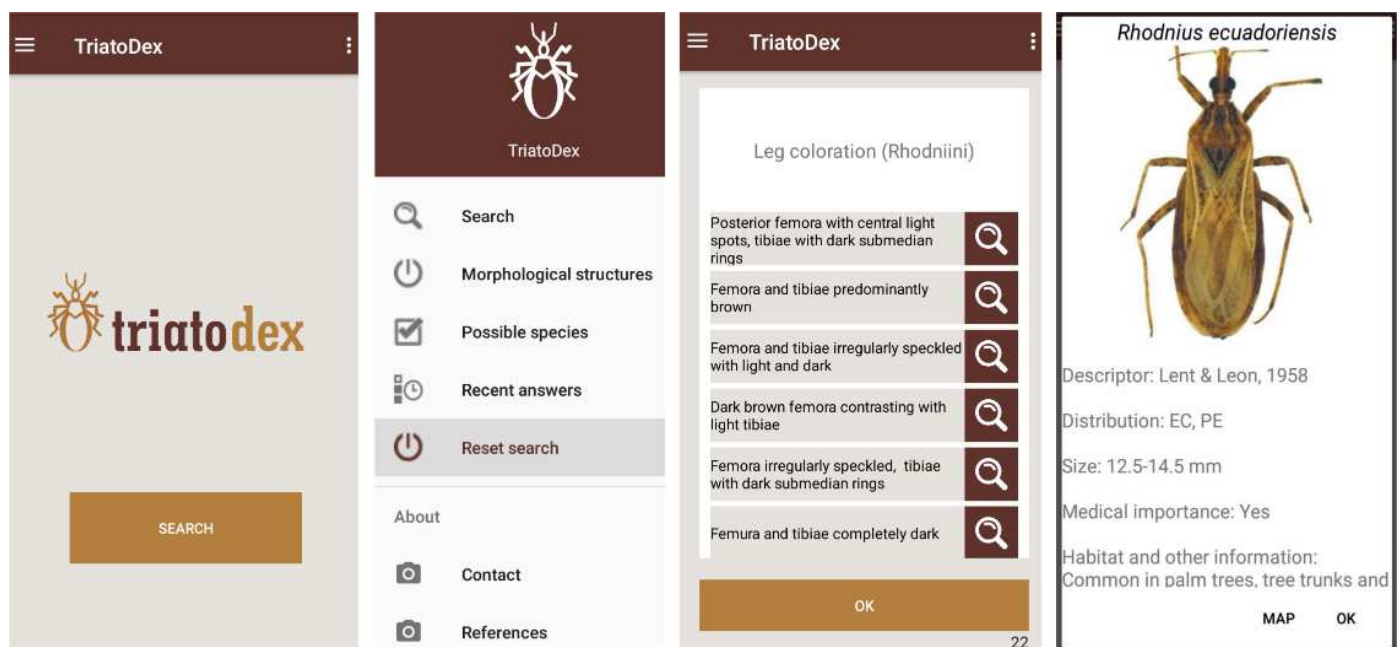 TriatoDex
triatodex
SEARCH
TriatoDex
Search
Morphological structures
Possible species
Recent answers
Reset search
About
Contact
References
TriatoDex
Leg coloration (Rhodniini)
Posterior femora with central light
spots, tibiae with dark submedian
rings
Femora and tibiae predominantly
brown
Femora and tibiae irregularly speckled
with light and dark
Dark brown femora contrasting with
light tibiae
Femora irregularly speckled, tibiae
with dark submedian rings
Femura and tibiae completely dark
OK
22
Rhodnius ecuadoriensis
Descriptor: Lent & Leon, 1958
Distribution: EC, PE
Size: 12.5-14.5 mm
Medical importance: Yes
Habitat and other information:
Common in palm trees, tree trunks and
MAP OK